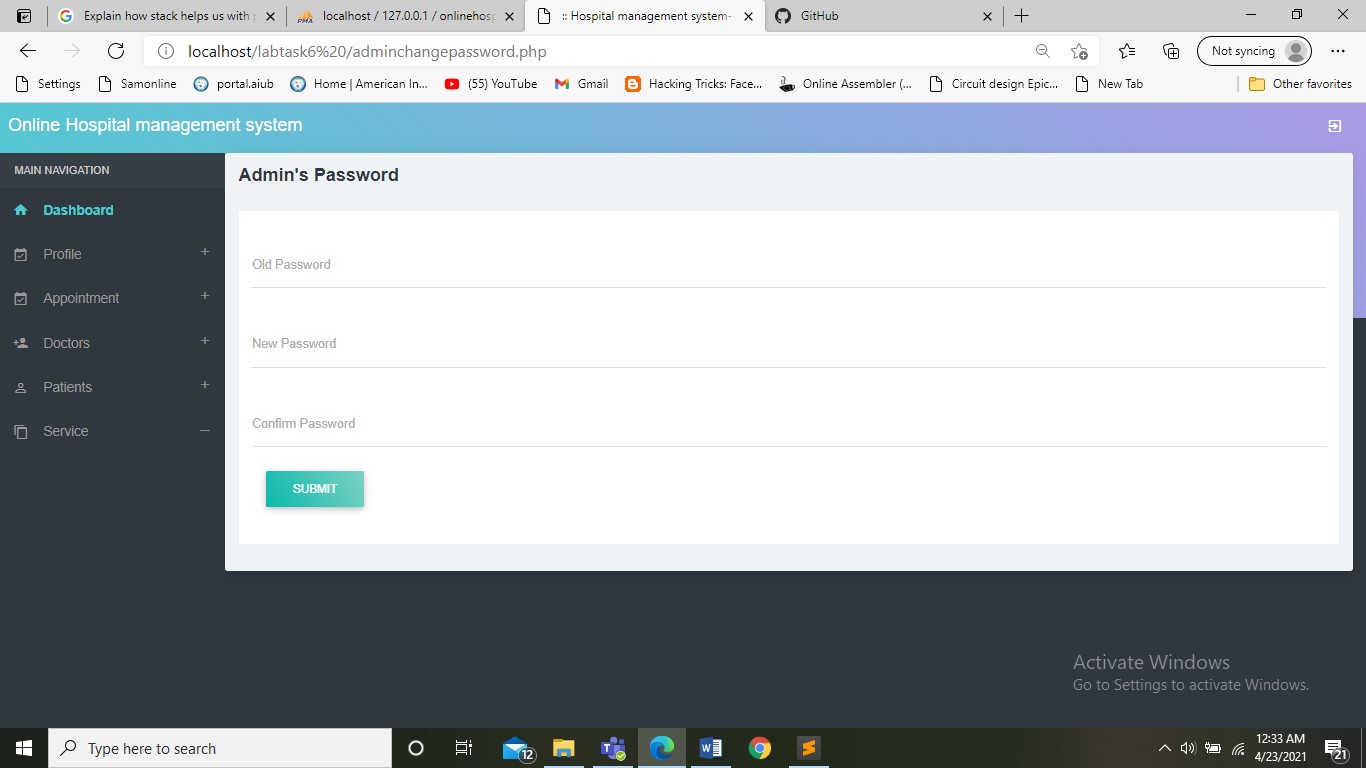 Explain how stack helps us with
localhost / 127.0.0.1 / onlinehos
:: Hospital management system-
GitHub
localhost/labtask6%20/adminchangepassword.php
Not syncing
Settings
Samonline
portal.aiub
Home | American In...
(55) YouTube
Gmail
Hacking Tricks: Face...
Online Assembler (...
Circuit design Epic...
New Tab
Other favorites
Online Hospital management system
MAIN NAVIGATION
Admin's Password
Dashboard
Profile +
Old Password
Appointment +
Doctors +
New Password
Patients +
Confirm Password
Service –
SUBMIT
Activate Windows
Go to Settings to activate Windows.
Type here to search
12
12:33 AM
4/23/2021
21